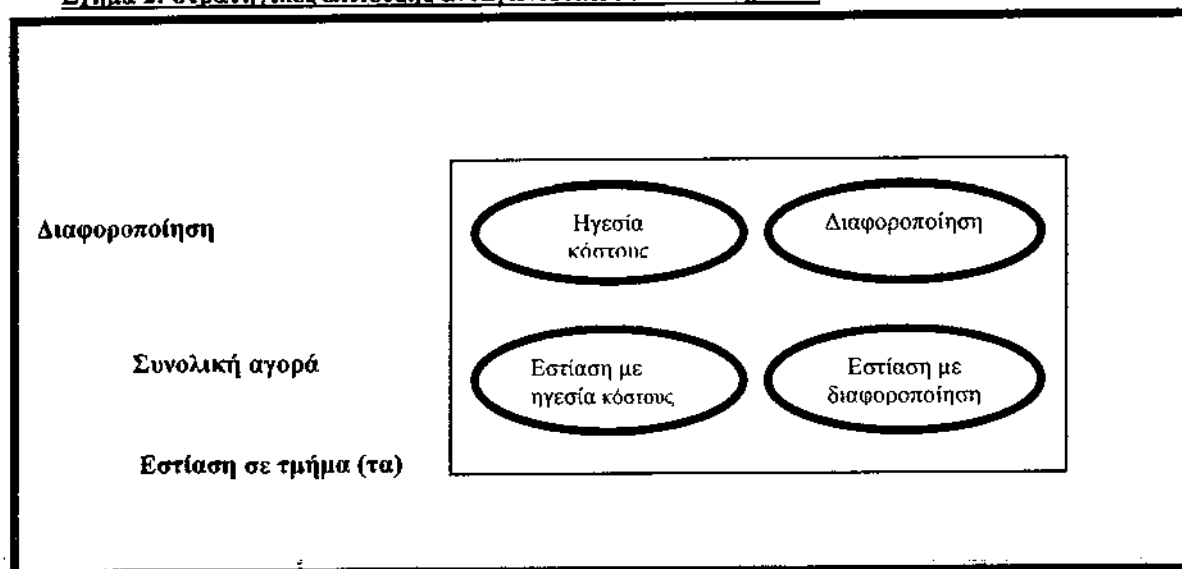 Διαφοροποίηση
Ηγεσία
κόστους
Διαφοροποίηση
Συνολική αγορά
Εστίαση με
ηγεσία κόστους
Εστίαση με
διαφοροποίηση
Εστίαση σε τμήμα (τα)